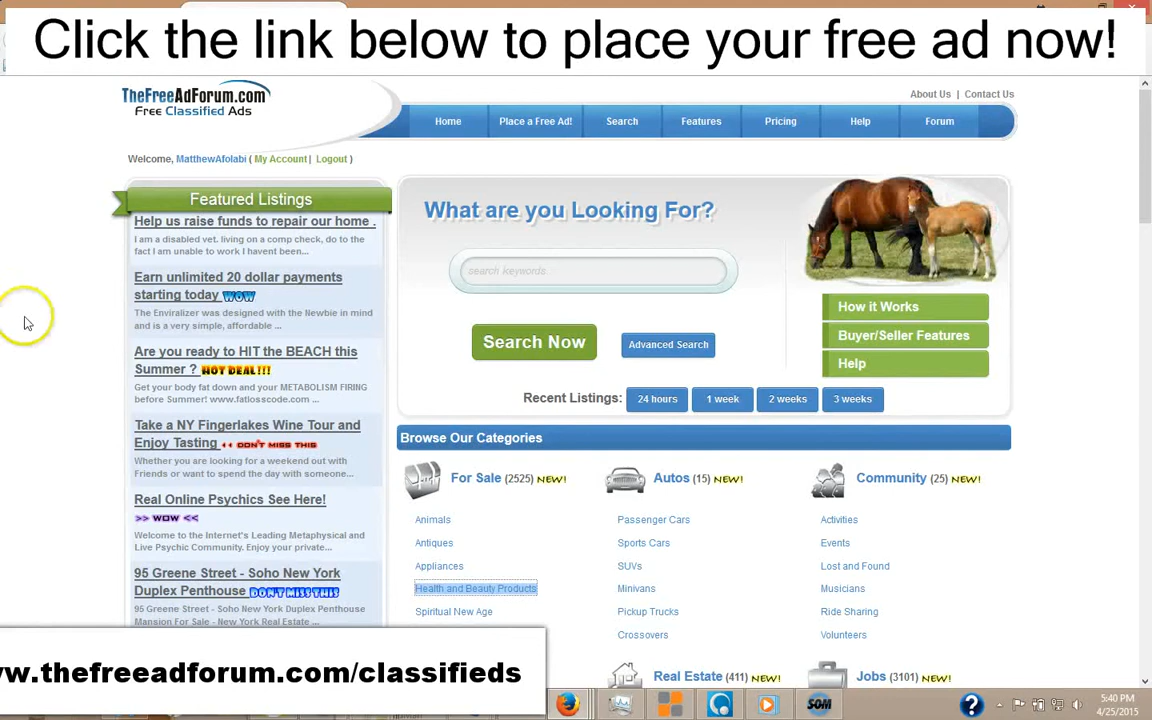 Click the link below to place your free ad now!
TheFreeAdForum.com
Free Classified Ads
About Us | Contact Us
Home Place a Free Ad! Search Features Pricing Help Forum
Welcome, MatthewAfolabi ( My Account | Logout )
Featured Listings
Help us raise funds to repair our home .
I am a disabled vet. living on a comp check, do to the
fact I am unable to work I havent been...
Earn unlimited 20 dollar payments
starting today WOW
The Enviralizer was designed with the Newbie in mind
and is a very simple, affordable ...
Are you ready to HIT the BEACH this
Summer ? HOT DEAL!!!
Get your body fat down and your METABOLISM FIRING
before Summer! www.fatlosscode.com ...
Take a NY Fingerlakes Wine Tour and
Enjoy Tasting DON'T MISS THIS
Whether you are looking for a weekend out with
Friends or want to spend the day with someone...
Real Online Psychics See Here!
>> WOW <<
Welcome to the Internet's Leading Metaphysical and
Live Psychic Community. Enjoy your private...
95 Greene Street - Soho New York
Duplex Penthouse DON'T MISS THIS
95 Greene Street - Soho New York Duplex Penthouse
Mansion For Sale - New York Real Estate ...
What are you Looking For?
search keywords
Search Now Advanced Search
How it Works
Buyer/Seller Features
Help
Recent Listings: 24 hours 1 week 2 weeks 3 weeks
Browse Our Categories
For Sale (2525) NEW!
Animals
Antiques
Appliances
Health and Beauty Products
Spiritual New Age
Autos (15) NEW!
Passenger Cars
Sports Cars
SUVs
Minivans
Pickup Trucks
Crossovers
Community (25) NEW!
Activities
Events
Lost and Found
Musicians
Ride Sharing
Volunteers
Real Estate (411) NEW!
Jobs (3101) NEW!
w.thefreeadforum.com/classifieds
SOM
5:40 PM
4/25/2015